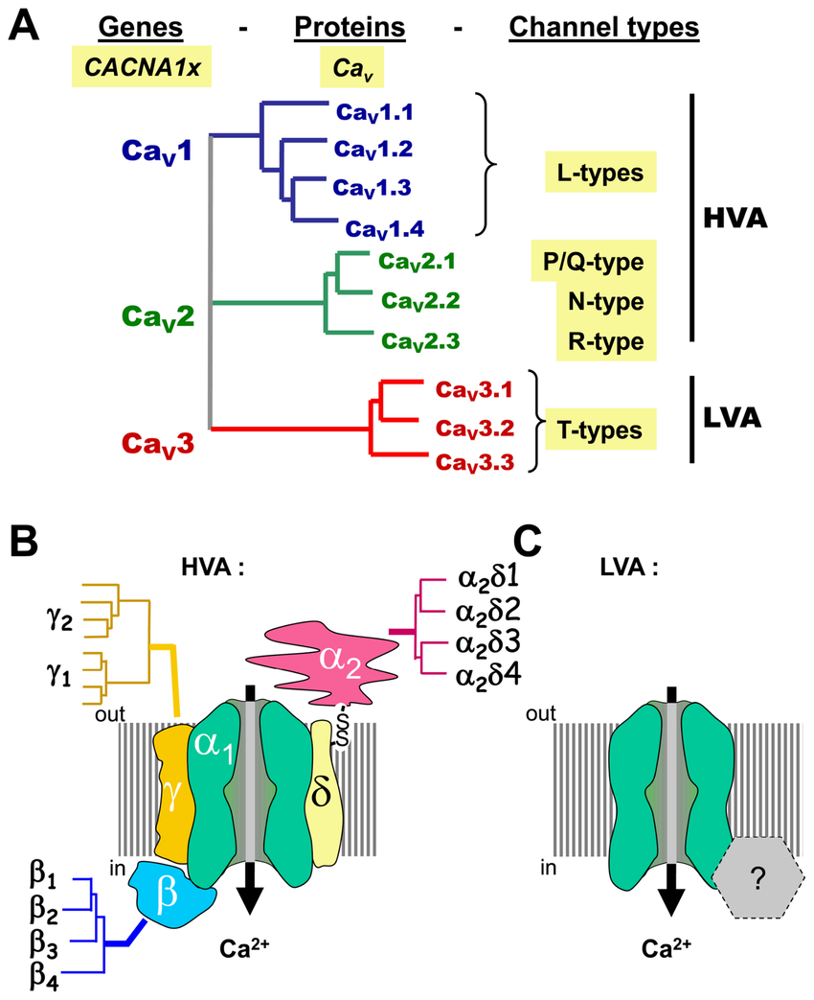 A
Genes - Proteins - Channel types
CACNA1x
Caᵥ
Caᵥ1
Caᵥ1.1
Caᵥ1.2
Caᵥ1.3
Caᵥ1.4
L-types
HVA
Caᵥ2
Caᵥ2.1
Caᵥ2.2
Caᵥ2.3
P/Q-type
N-type
R-type
Caᵥ3
Caᵥ3.1
Caᵥ3.2
Caᵥ3.3
T-types
LVA
B
HVA :
γ₂
γ₁
α₂δ1
α₂δ2
α₂δ3
α₂δ4
α₂
S
S
out
α₁
γ
δ
in
β
β₁
β₂
β₃
β₄
Ca²⁺
C
LVA :
out
in
?
Ca²⁺